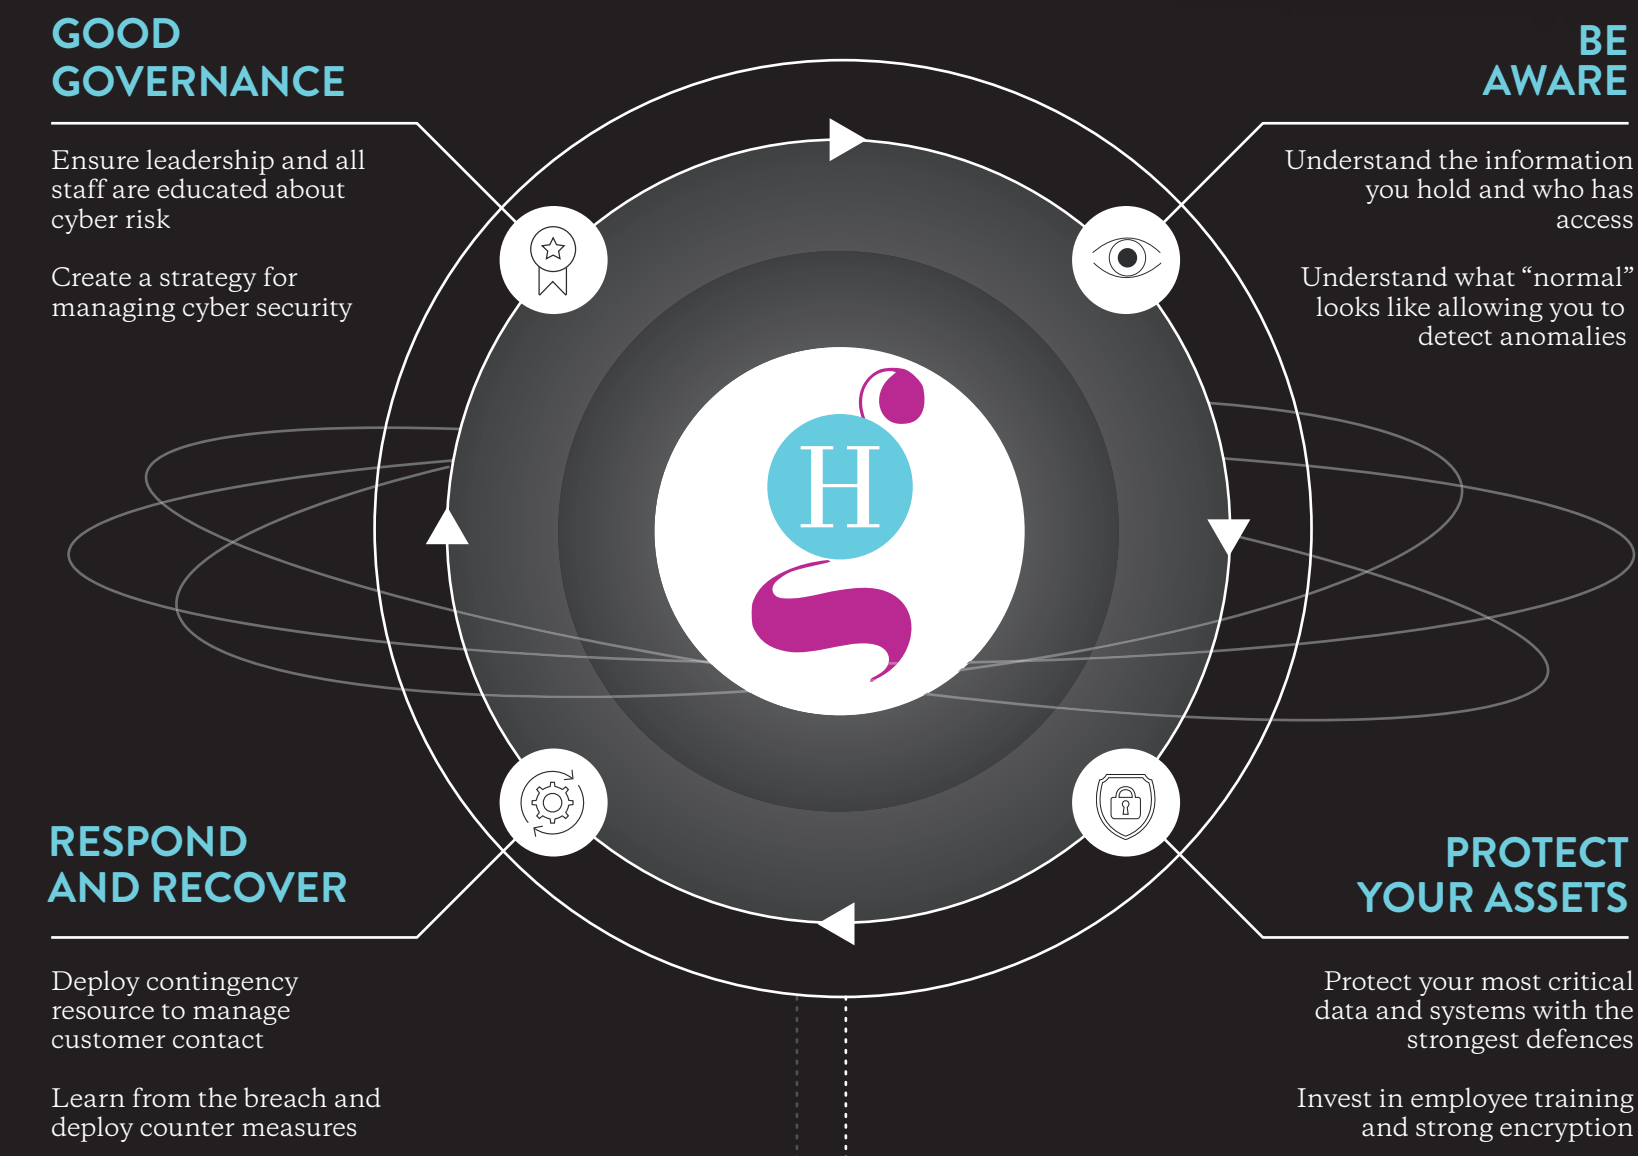 GOOD
GOVERNANCE
Ensure leadership and all
staff are educated about
cyber risk
Create a strategy for
managing cyber security
BE
AWARE
Understand the information
you hold and who has
access
Understand what “normal”
looks like allowing you to
detect anomalies
H
RESPOND
AND RECOVER
Deploy contingency
resource to manage
customer contact
Learn from the breach and
deploy counter measures
PROTECT
YOUR ASSETS
Protect your most critical
data and systems with the
strongest defences
Invest in employee training
and strong encryption